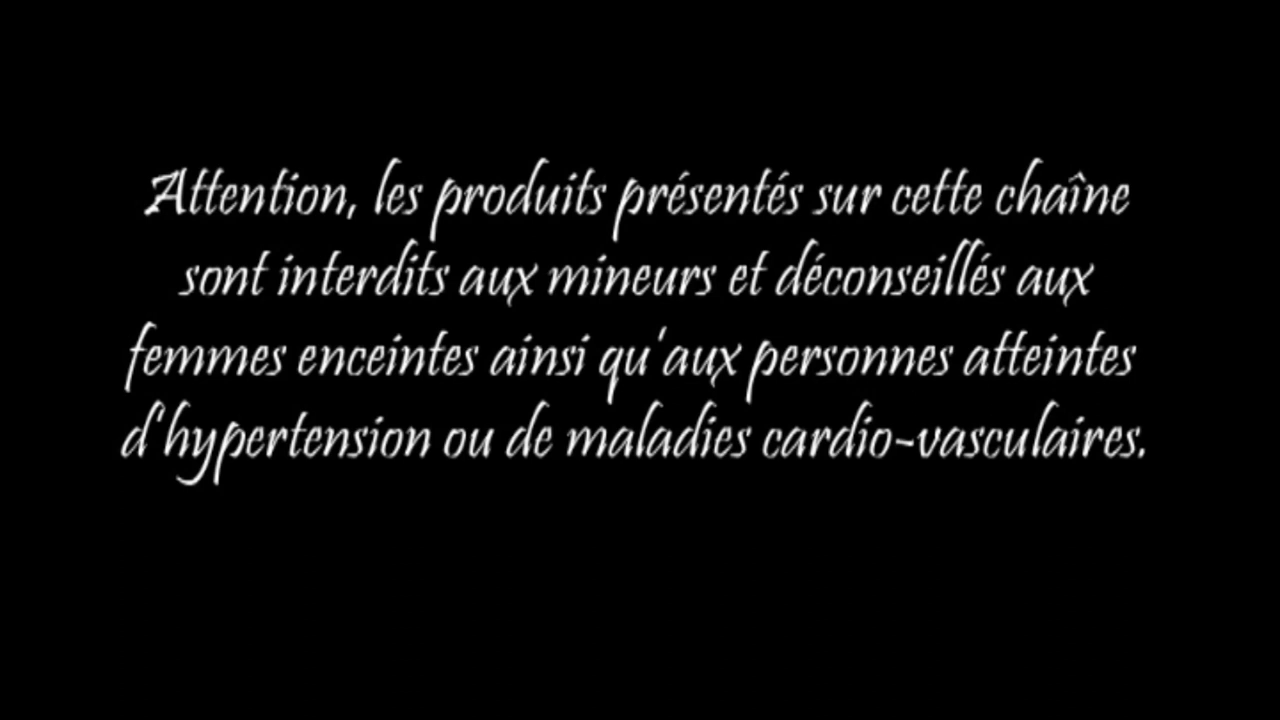 Attention, les produits présentés sur cette chaîne
sont interdits aux mineurs et déconseillés aux
femmes enceintes ainsi qu'aux personnes atteintes
d'hypertension ou de maladies cardio-vasculaires.